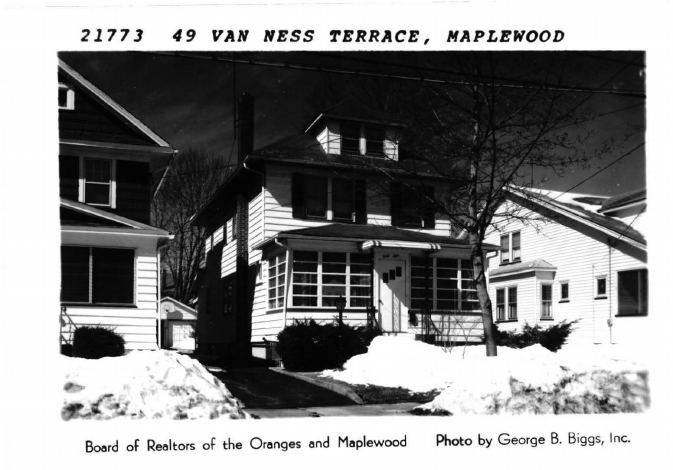 21773 49 VAN NESS TERRACE, MAPLEWOOD
Board of Realtors of the Oranges and Maplewood Photo by George B. Biggs, Inc.